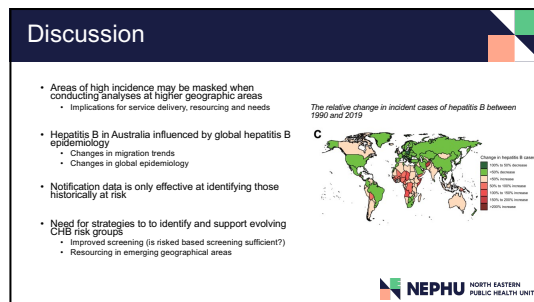 Discussion
• Areas of high incidence may be masked when
conducting analyses at higher geographic areas
• Implications for service delivery, resourcing and needs
• Hepatitis B in Australia influenced by global hepatitis B
epidemiology
• Changes in migration trends
• Changes in global epidemiology
• Notification data is only effective at identifying those
historically at risk
• Need for strategies to to identify and support evolving
CHB risk groups
• Improved screening (is risked based screening sufficient?)
• Resourcing in emerging geographical areas
The relative change in incident cases of hepatitis B between
1990 and 2019
C
Change in hepatitis B cases
100% to 50% decrease
<50% decrease
<50% increase
50% to 100% increase
100% to 150% increase
150% to 200% increase
>200% increase
NEPHU NORTH EASTERN
PUBLIC HEALTH UNIT